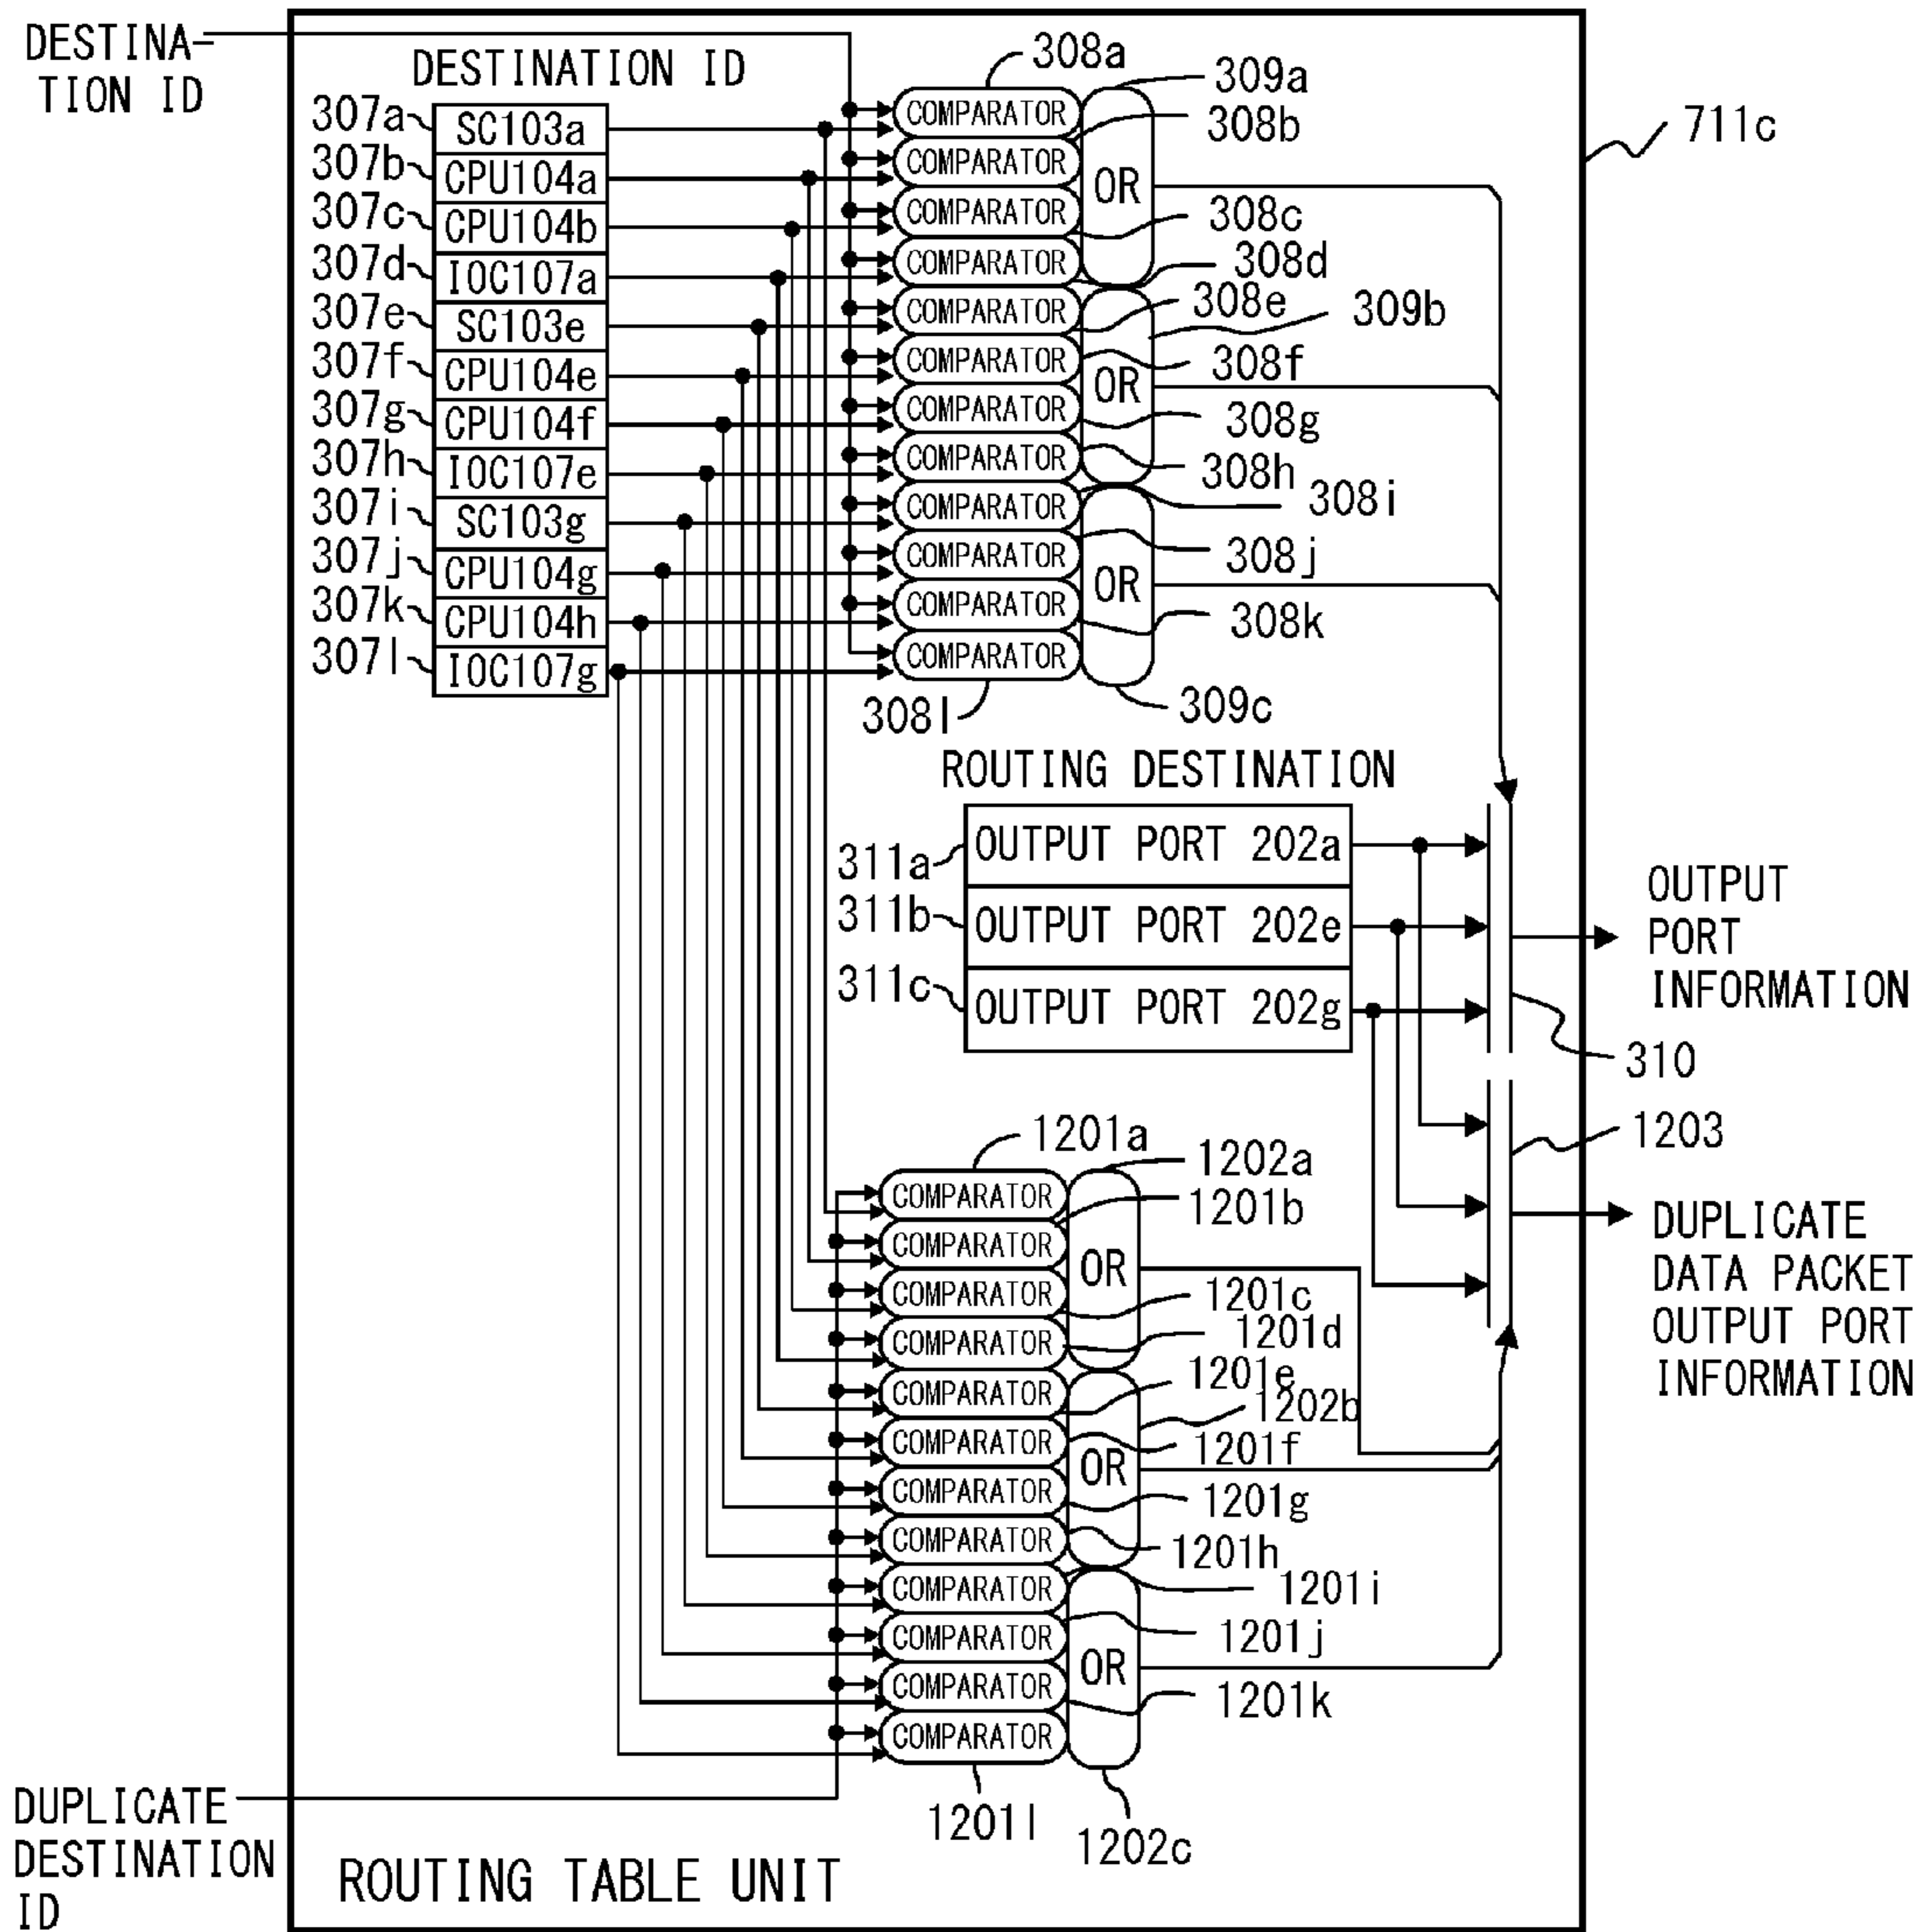 DESTINA-
TION ID
DESTINATION ID
307a
SC103a
307b
CPU104a
307c
CPU104b
307d
IOC107a
307e
SC103e
307f
CPU104e
307g
CPU104f
307h
IOC107e
307i
SC103g
307j
CPU104g
307k
CPU104h
307l
IOC107g
308a
309a
COMPARATOR
308b
COMPARATOR
OR
COMPARATOR
308c
COMPARATOR
308d
COMPARATOR
308e
309b
COMPARATOR
308f
OR
COMPARATOR
308g
COMPARATOR
308h
COMPARATOR
308i
COMPARATOR
308j
OR
COMPARATOR
308k
COMPARATOR
308l
309c
711c
ROUTING DESTINATION
311a
OUTPUT PORT 202a
311b
OUTPUT PORT 202e
311c
OUTPUT PORT 202g
OUTPUT
PORT
INFORMATION
310
1203
DUPLICATE
DATA PACKET
OUTPUT PORT
INFORMATION
1201a
1202a
COMPARATOR
1201b
COMPARATOR
OR
COMPARATOR
1201c
COMPARATOR
1201d
COMPARATOR
1201e
1202b
COMPARATOR
1201f
OR
COMPARATOR
1201g
COMPARATOR
1201h
COMPARATOR
1201i
COMPARATOR
1201j
OR
COMPARATOR
1201k
COMPARATOR
1201l
1202c
DUPLICATE
DESTINATION
ID
ROUTING TABLE UNIT